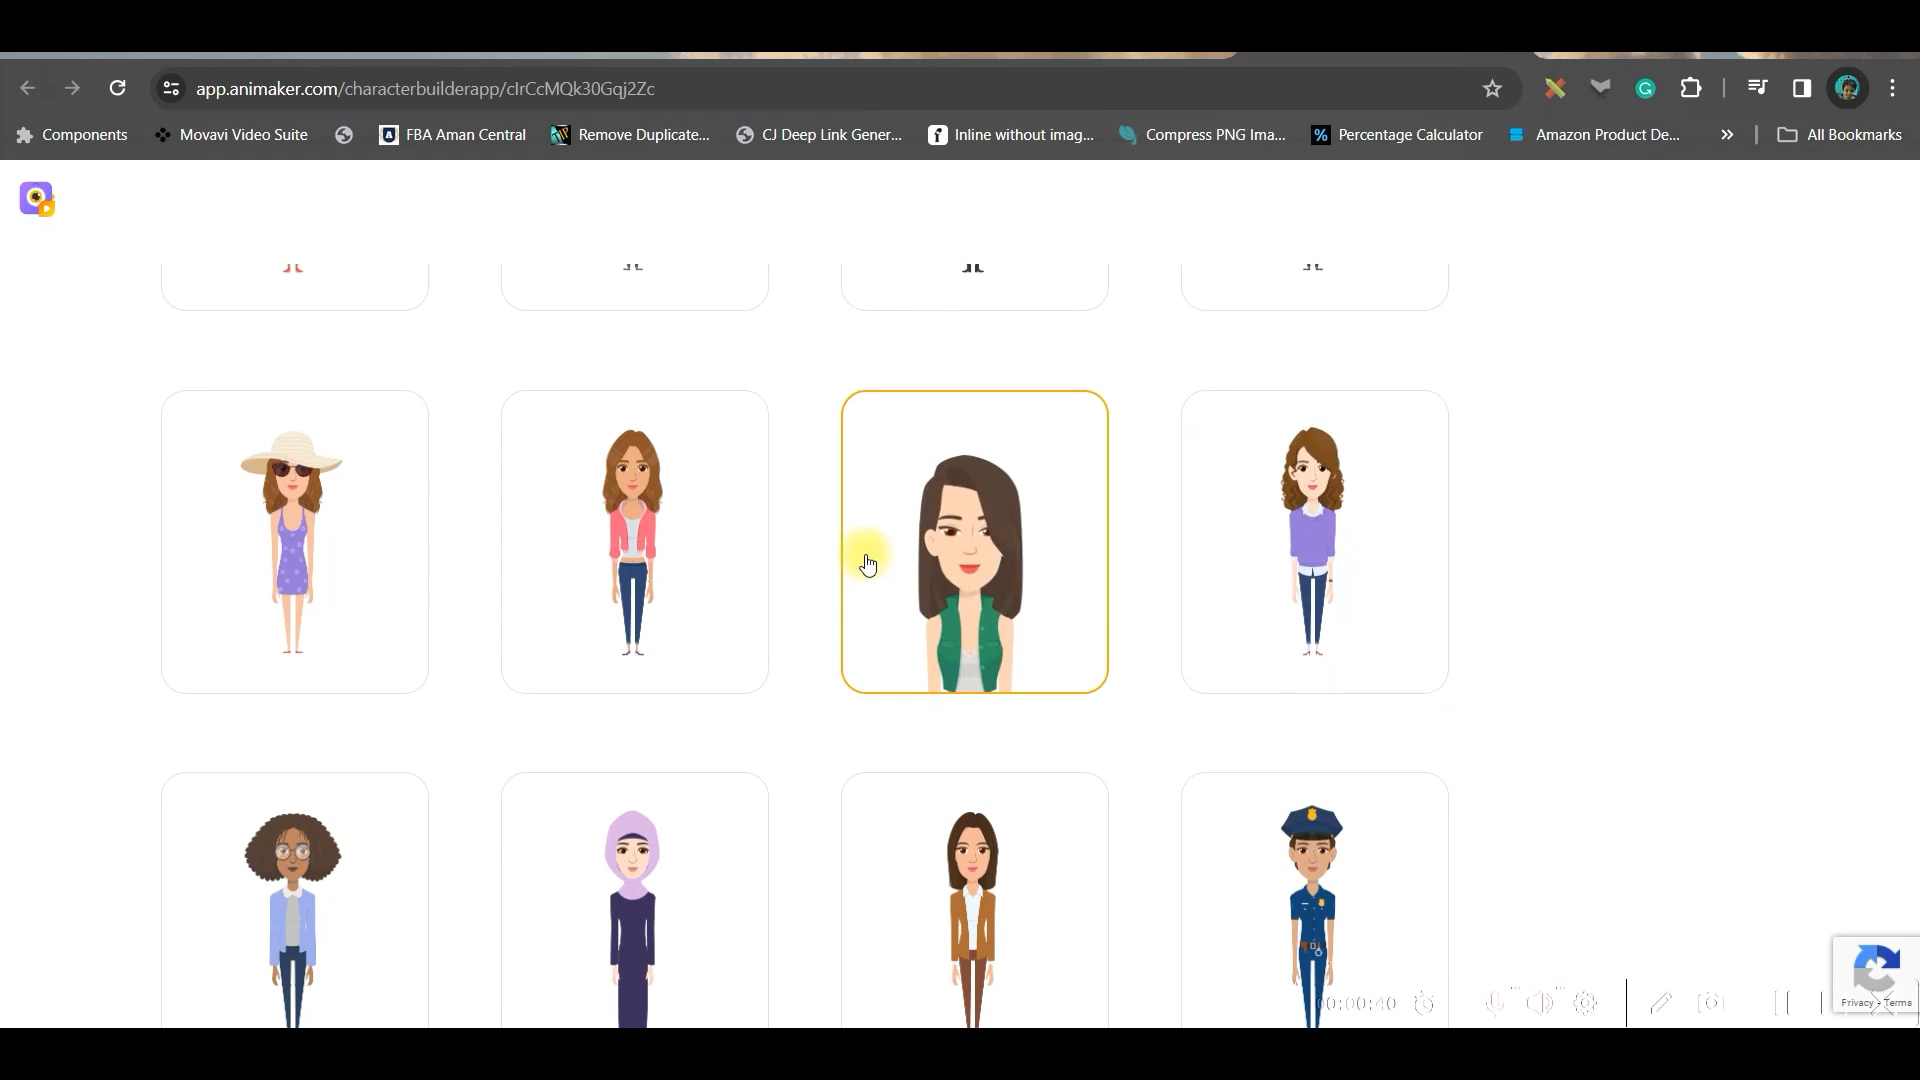 app.animaker.com/characterbuilderapp/clrCcMQk30Gqj2Zc
Components
Movavi Video Suite
FBA Aman Central
Remove Duplicate...
CJ Deep Link Gener...
Inline without imag...
Compress PNG Ima...
Percentage Calculator
Amazon Product De...
»
All Bookmarks
00:00:40
Privacy - Terms